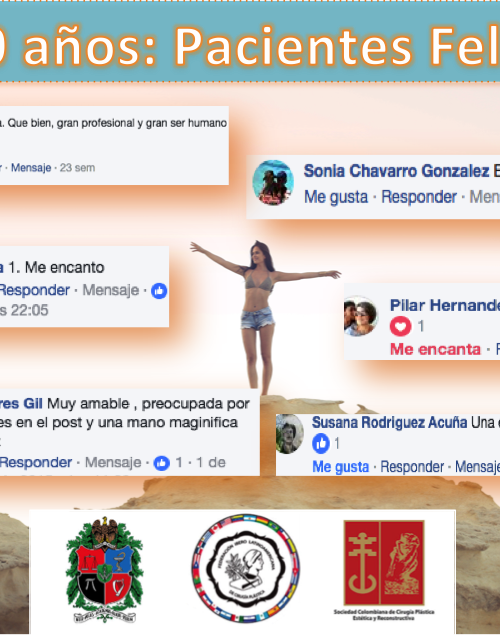 años: Pacientes Fel
. Que bien, gran profesional y gran ser humano
· Mensaje · 23 sem
Sonia Chavarro Gonzalez E
Me gusta · Responder · Men
1. Me encanto
Responder · Mensaje ·
s 22:05
Pilar Hernande
1
Me encanta · R
res Gil Muy amable , preocupada por
es en el post y una mano maginifica
Responder · Mensaje · 1 · 1 de
Susana Rodriguez Acuña Una
1
Me gusta · Responder · Mensaje
Sociedad Colombiana de Cirugía Plástica
Estética y Reconstructiva